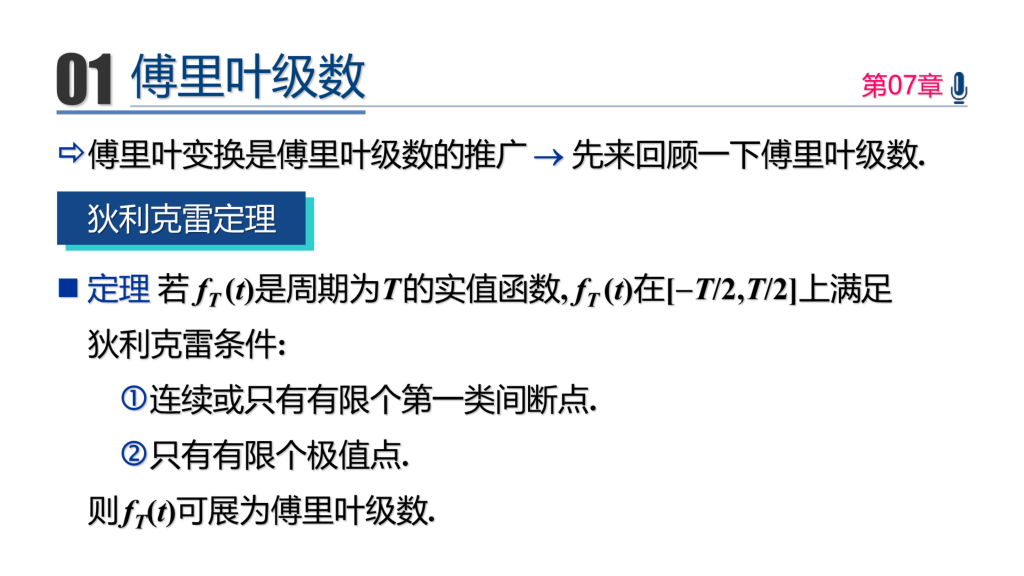 01 傅里叶级数
第07章
⇨傅里叶变换是傅里叶级数的推广 → 先来回顾一下傅里叶级数.
狄利克雷定理
■ 定理 若 f_T(t)是周期为T的实值函数, f_T(t)在[−T/2,T/2]上满足
狄利克雷条件:
①连续或只有有限个第一类间断点.
②只有有限个极值点.
则f_T(t)可展为傅里叶级数.